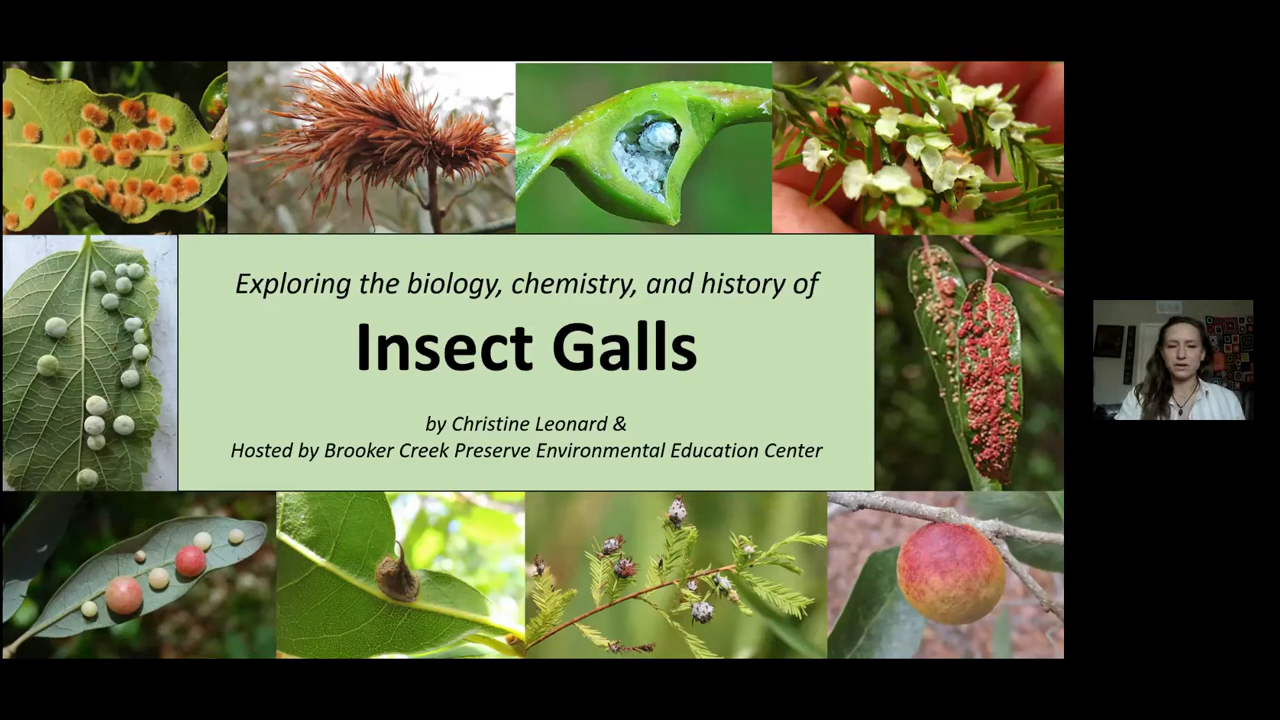 Exploring the biology, chemistry, and history of
Insect Galls
by Christine Leonard &
Hosted by Brooker Creek Preserve Environmental Education Center